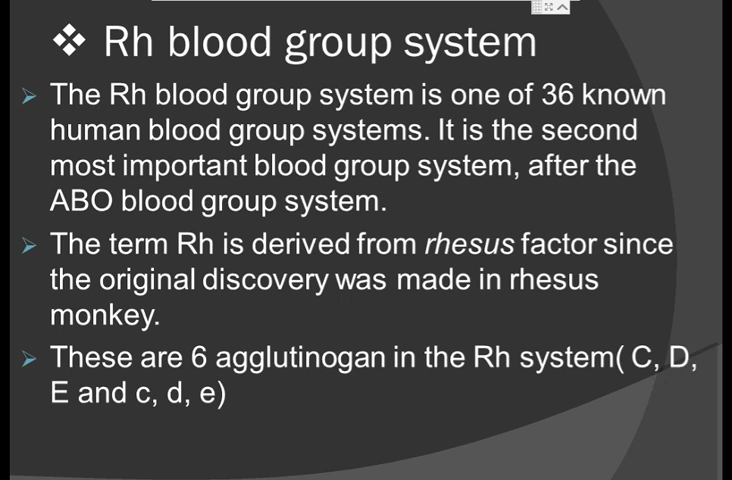 ❖ Rh blood group system
➢ The Rh blood group system is one of 36 known
human blood group systems. It is the second
most important blood group system, after the
ABO blood group system.
➢ The term Rh is derived from rhesus factor since
the original discovery was made in rhesus
monkey.
➢ These are 6 agglutinogan in the Rh system( C, D,
E and c, d, e)